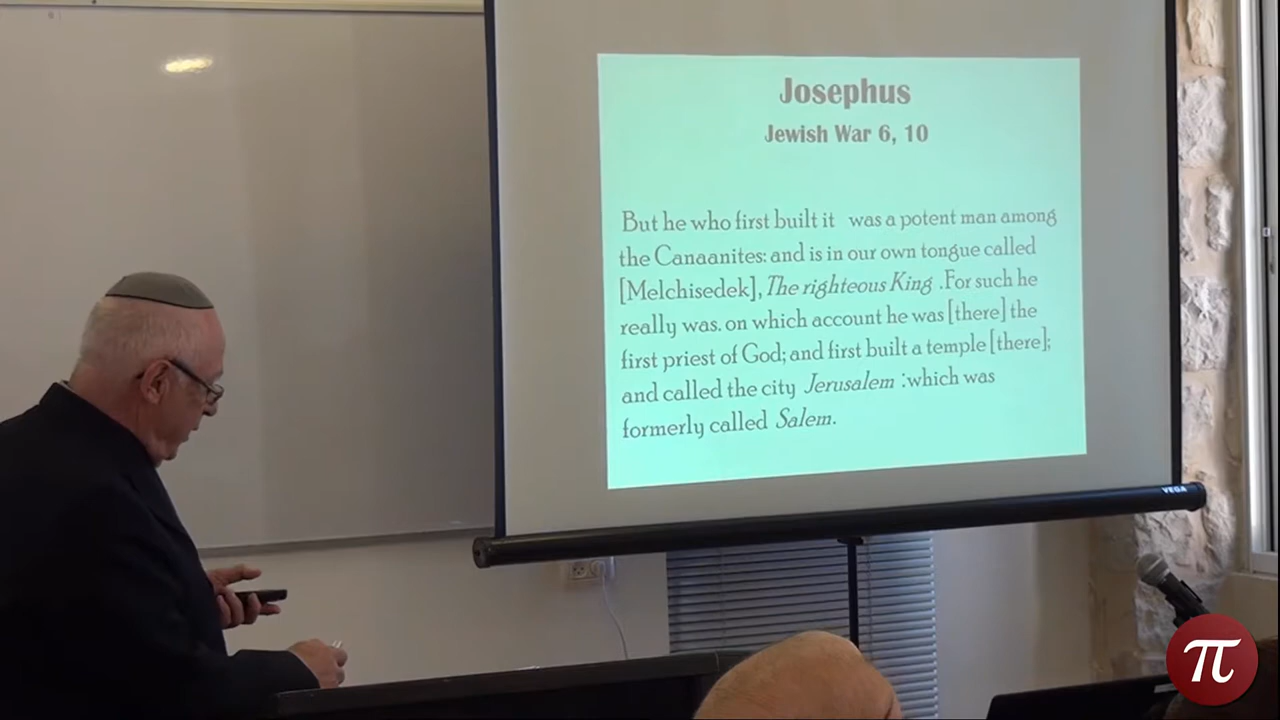 Josephus
Jewish War 6, 10
But he who first built it was a potent man among
the Canaanites: and is in our own tongue called
[Melchisedek], The righteous King .For such he
really was. on which account he was [there] the
first priest of God; and first built a temple [there];
and called the city Jerusalem :which was
formerly called Salem.
VEGA
π